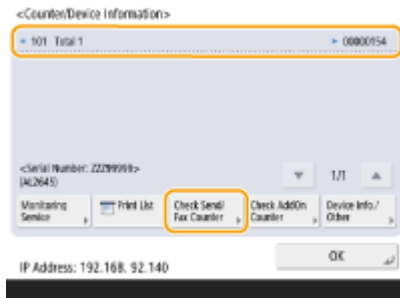 <Counter/Device Information>
101 Total 1 00000154
<Serial Number: ZZZ99999>
(AL2645)
1/1
Monitoring Service
Print List
Check Send/ Fax Counter
Check AddOn Counter
Device Info./ Other
OK
IP Address: 192.168. 92.140